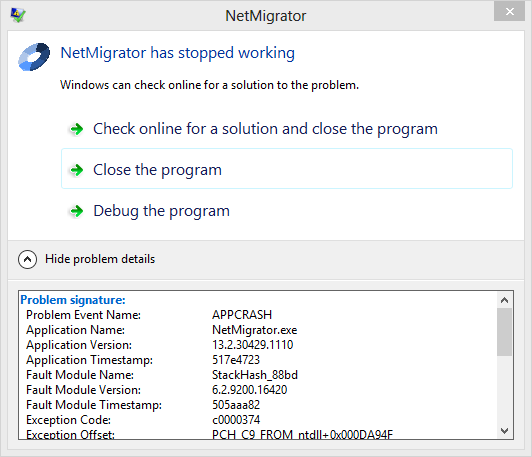 NetMigrator
NetMigrator has stopped working
Windows can check online for a solution to the problem.
Check online for a solution and close the program
Close the program
Debug the program
Hide problem details
Problem signature:
Problem Event Name: APPCRASH
Application Name: NetMigrator.exe
Application Version: 13.2.30429.1110
Application Timestamp: 517e4723
Fault Module Name: StackHash_88bd
Fault Module Version: 6.2.9200.16420
Fault Module Timestamp: 505aaa82
Exception Code: c0000374
Exception Offset: PCH_C9_FROM_ntdll+0x000DA94F